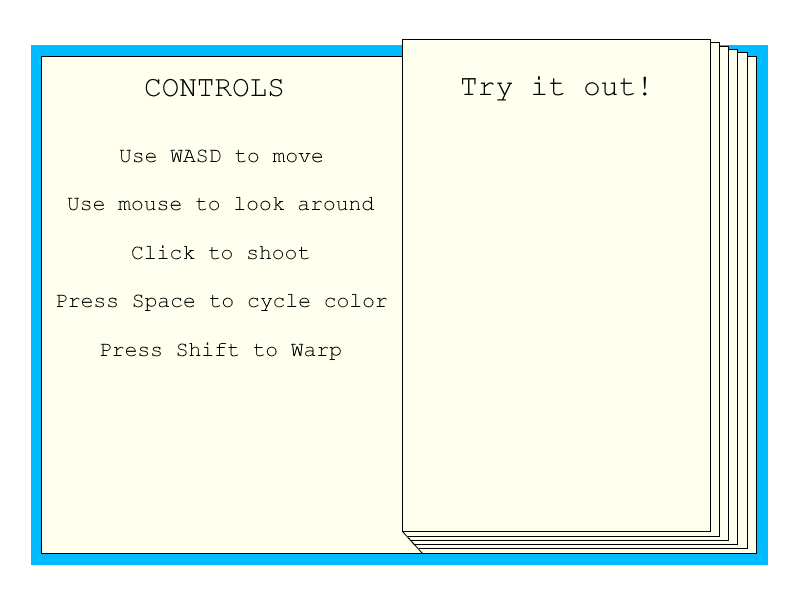 CONTROLS
Use WASD to move
Use mouse to look around
Click to shoot
Press Space to cycle color
Press Shift to Warp
Try it out!